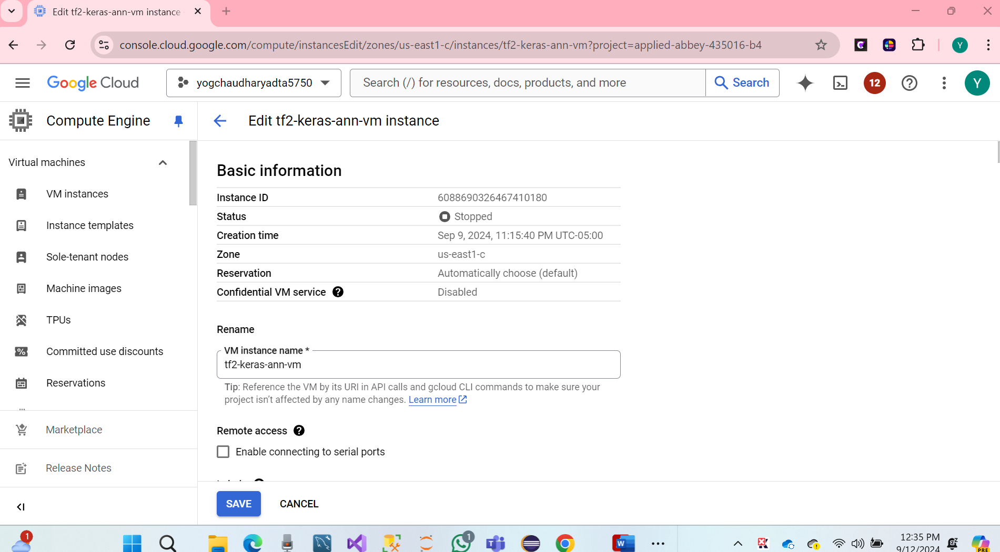 Edit tf2-keras-ann-vm instance
console.cloud.google.com/compute/instancesEdit/zones/us-east1-c/instances/tf2-keras-ann-vm?project=applied-abbey-435016-b4
Y
Google Cloud
yogchaudharyadta5750
Search (/) for resources, docs, products, and more
Search
12
Y
Compute Engine
Edit tf2-keras-ann-vm instance
Virtual machines
VM instances
Instance templates
Sole-tenant nodes
Machine images
TPUs
Committed use discounts
Reservations
Marketplace
Release Notes
Basic information
Instance ID 6088690326467410180
Status Stopped
Creation time Sep 9, 2024, 11:15:40 PM UTC-05:00
Zone us-east1-c
Reservation Automatically choose (default)
Confidential VM service Disabled
Rename
VM instance name *
tf2-keras-ann-vm
Tip: Reference the VM by its URI in API calls and gcloud CLI commands to make sure your
project isn’t affected by any name changes. Learn more
Remote access
Enable connecting to serial ports
SAVE CANCEL
1
1
12:35 PM
9/12/2024
PRE